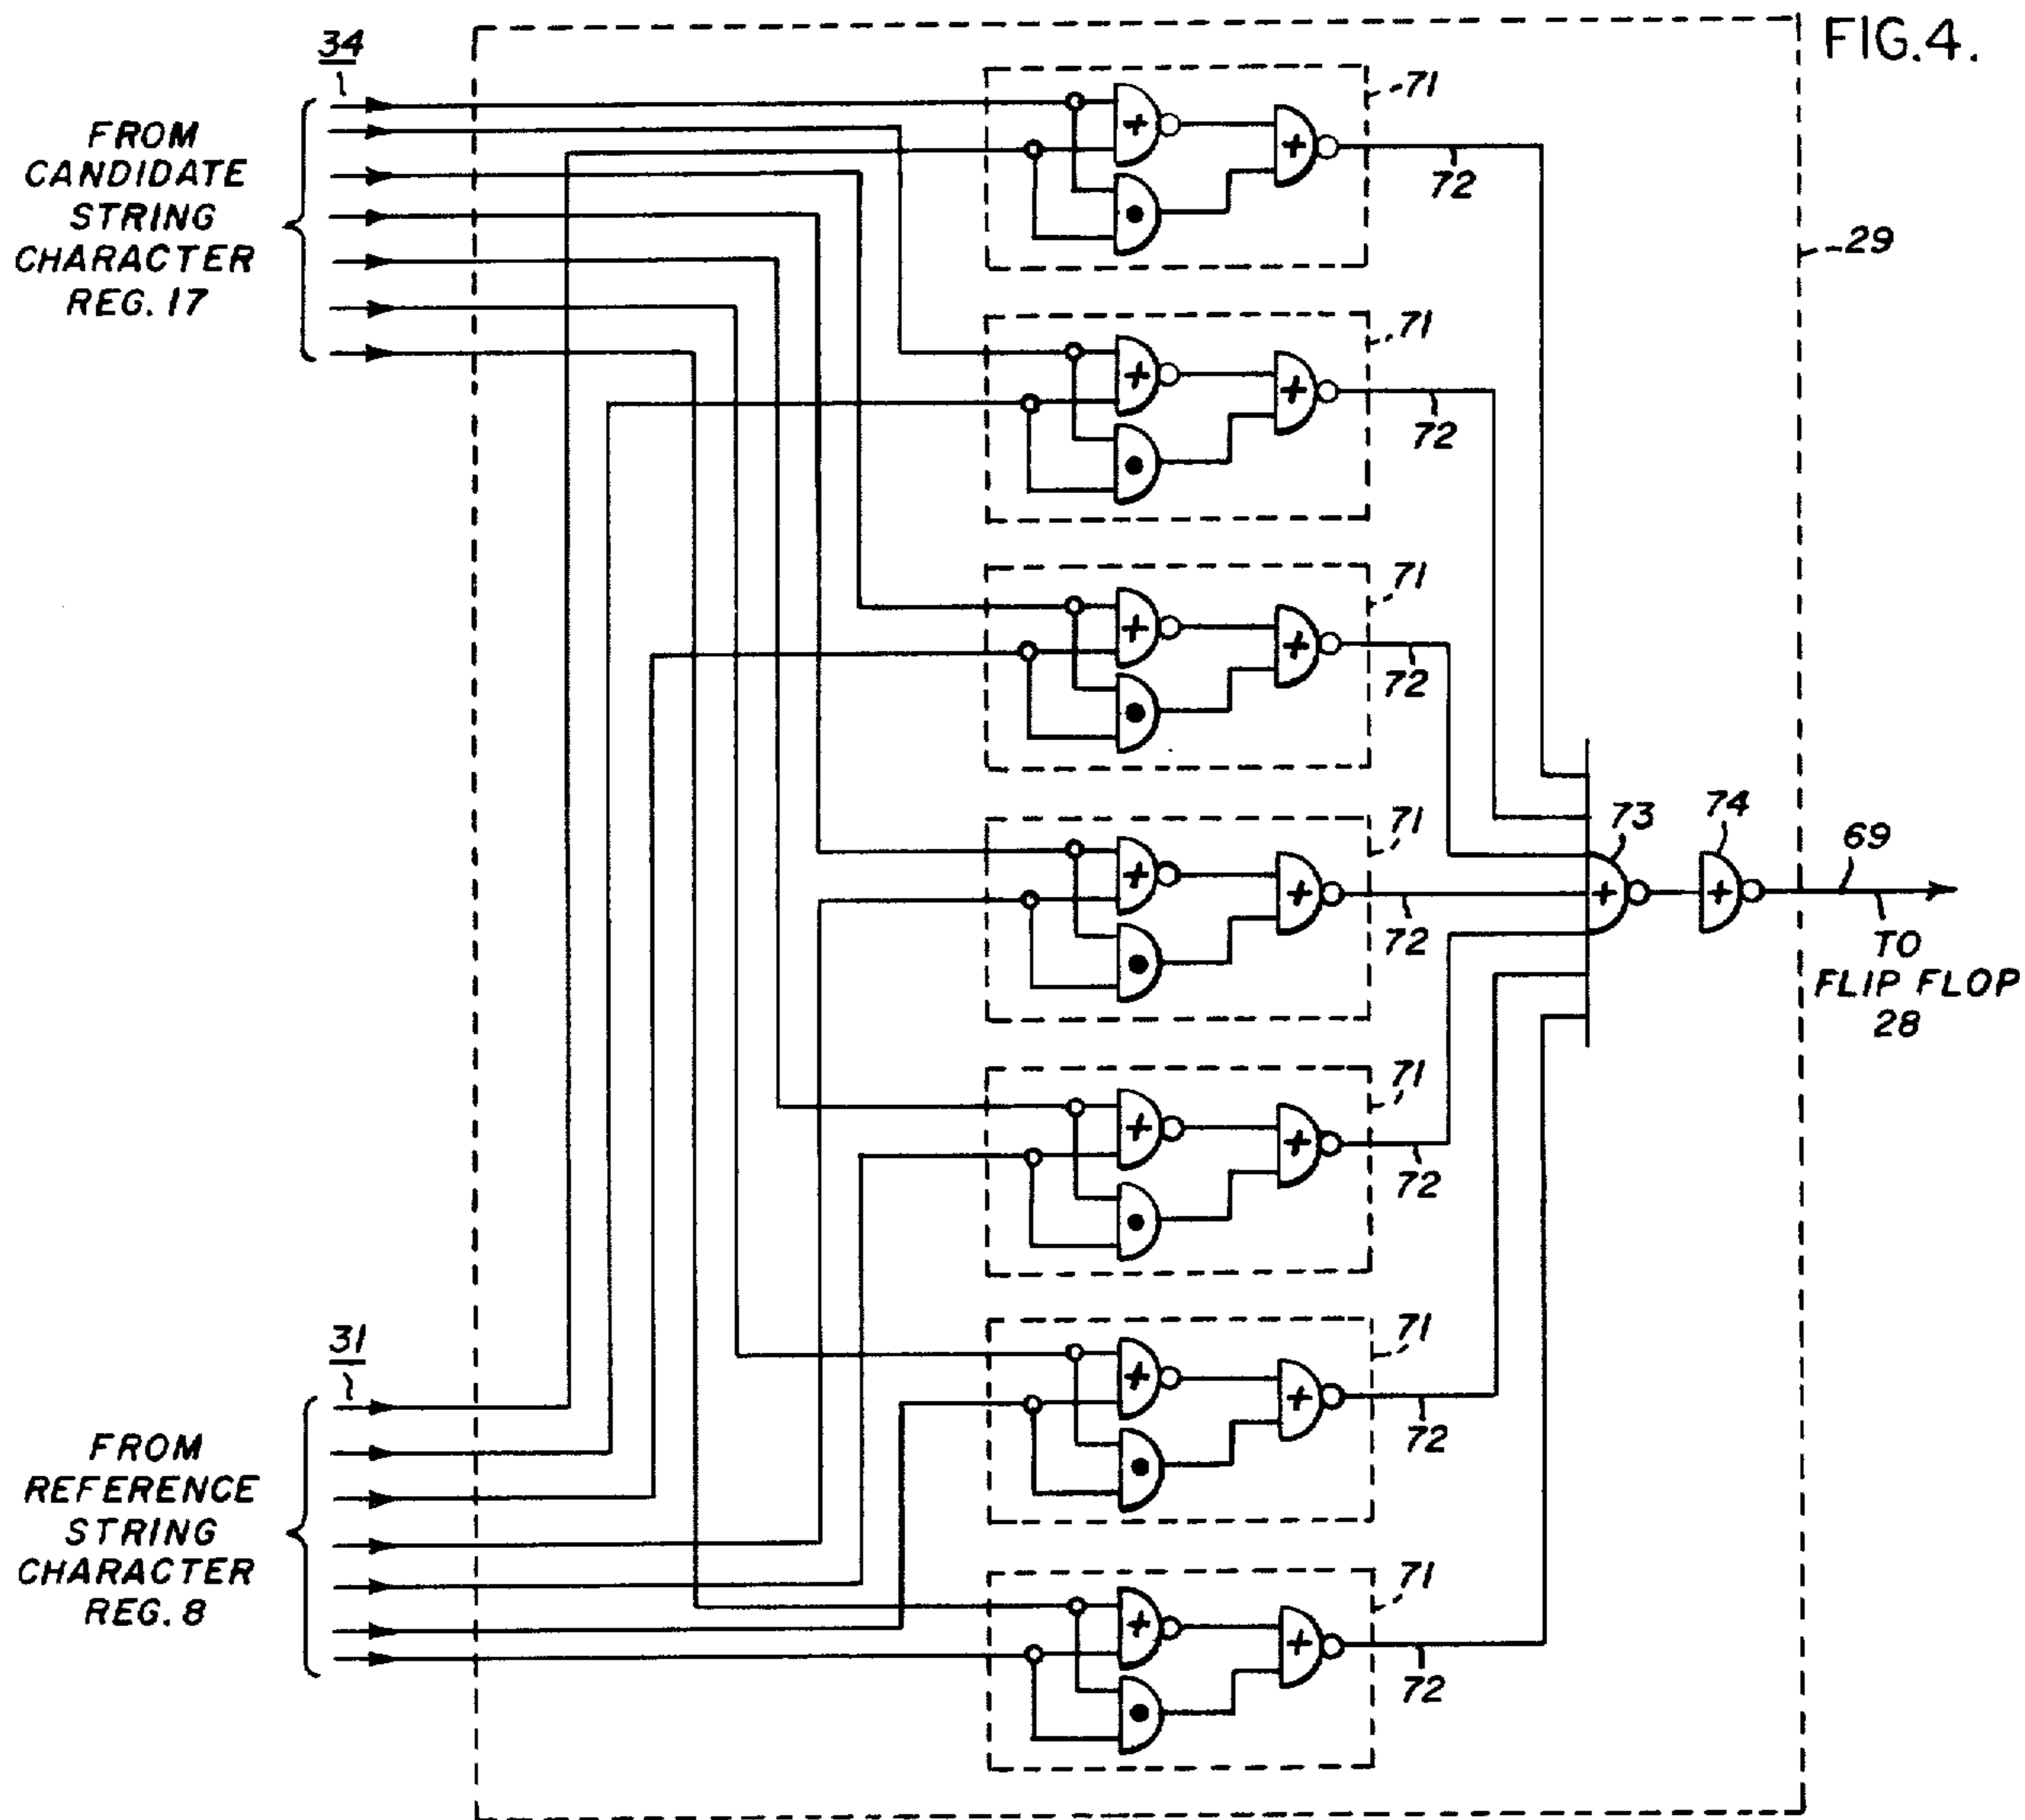 FIG.4.
34
FROM
CANDIDATE
STRING
CHARACTER
REG. 17
71
72
29
71
72
71
72
71
72
73
74
69
TO
FLIP FLOP
28
71
72
31
FROM
REFERENCE
STRING
CHARACTER
REG. 8
71
72
71
72